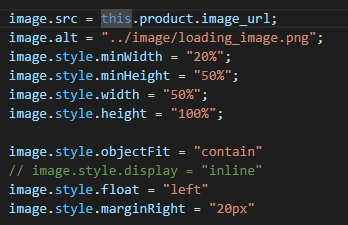 image.src = this.product.image_url;
image.alt = "../image/loading_image.png";
image.style.minWidth = "20%";
image.style.minHeight = "50%";
image.style.width = "50%";
image.style.height = "100%";
image.style.objectFit = "contain"
// image.style.display = "inline"
image.style.float = "left"
image.style.marginRight = "20px"